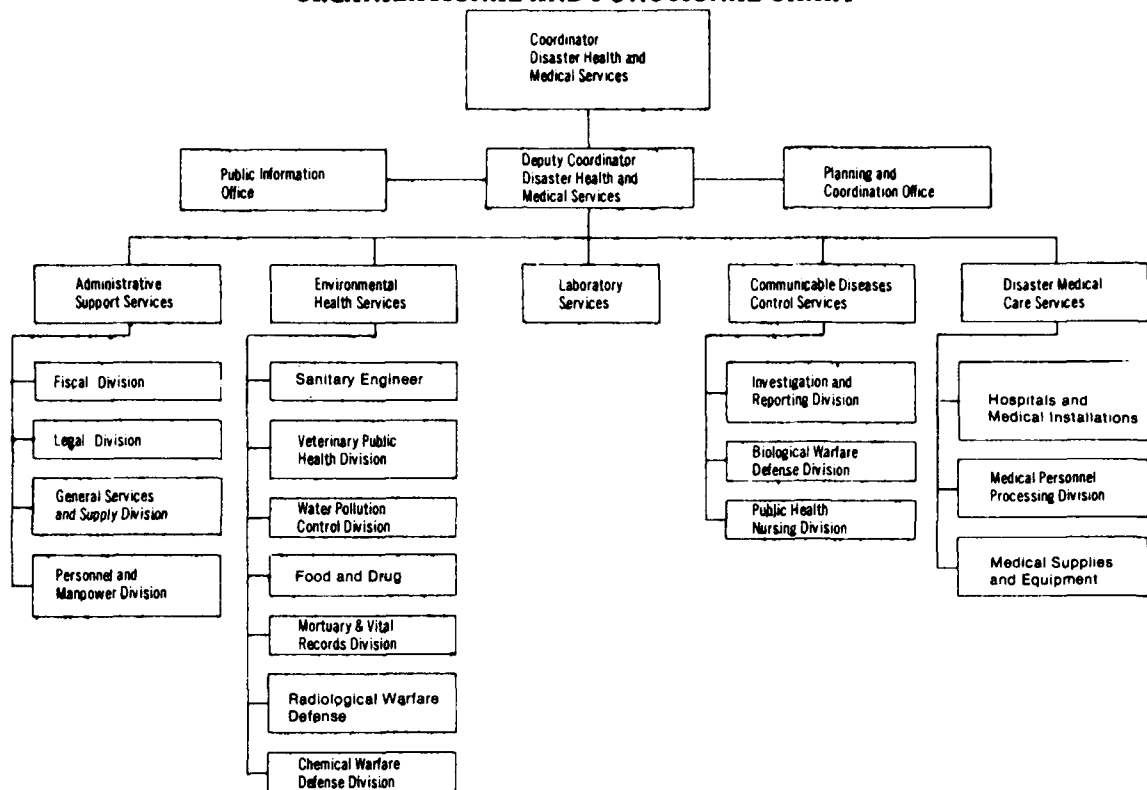 Coordinator
Disaster Health and
Medical Services
Public Information
Office
Deputy Coordinator
Disaster Health and
Medical Services
Planning and
Coordination Office
Administrative
Support Services
Environmental
Health Services
Laboratory
Services
Communicable Diseases
Control Services
Disaster Medical
Care Services
Fiscal Division
Legal Division
General Services
and Supply Division
Personnel and
Manpower Division
Sanitary Engineer
Veterinary Public
Health Division
Water Pollution
Control Division
Food and Drug
Mortuary & Vital
Records Division
Radiological Warfare
Defense
Chemical Warfare
Defense Division
Investigation and
Reporting Division
Biological Warfare
Defense Division
Public Health
Nursing Division
Hospitals and
Medical Installations
Medical Personnel
Processing Division
Medical Supplies
and Equipment